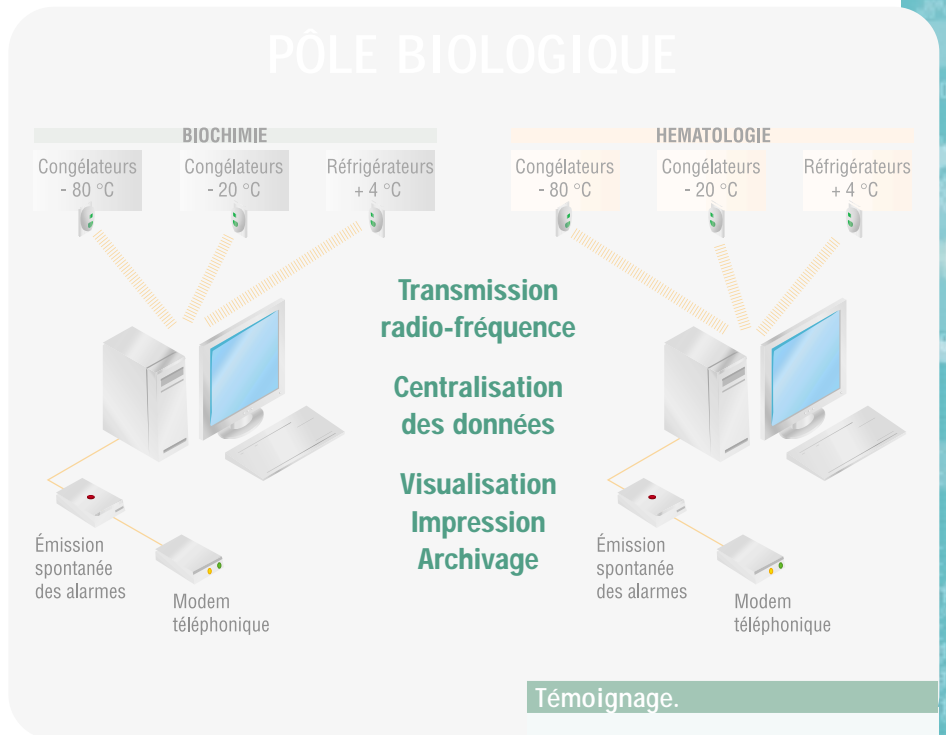 PÔLE BIOLOGIQUE
BIOCHIMIE
Congélateurs
- 80 °C
Congélateurs
- 20 °C
Réfrigérateurs
+ 4 °C
HEMATOLOGIE
Congélateurs
- 80 °C
Congélateurs
- 20 °C
Réfrigérateurs
+ 4 °C
Transmission
radio-fréquence
Centralisation
des données
Visualisation
Impression
Archivage
Émission
spontanée
des alarmes
Modem
téléphonique
Émission
spontanée
des alarmes
Modem
téléphonique
Témoignage.